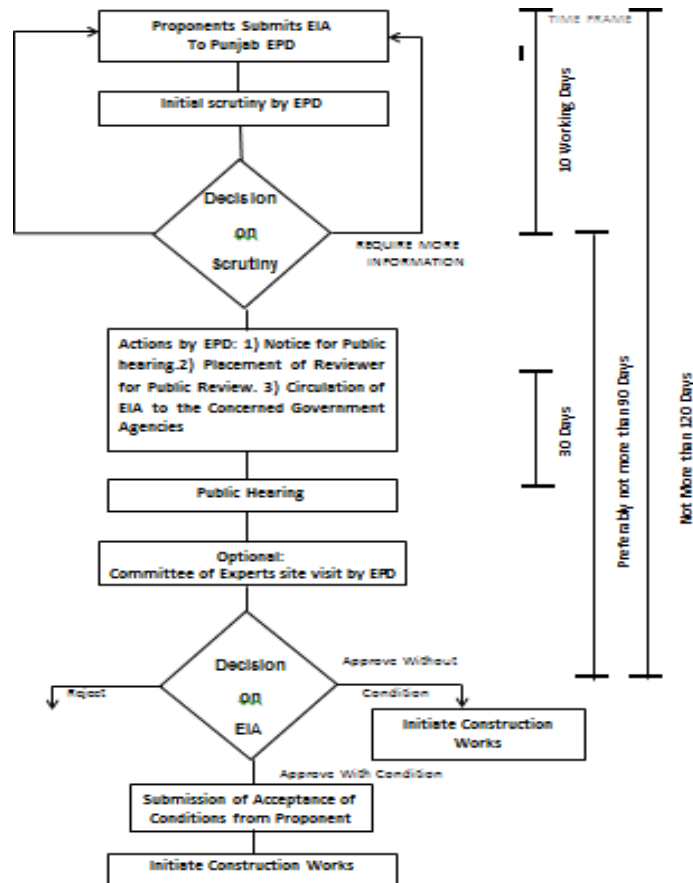 Proponents Submits EIA
To Punjab EPD
TIME FRAME
Initial scrutiny by EPD
10 Working Days
Decision
on
Scrutiny
REQUIRE MORE
INFORMATION
Actions by EPD: 1) Notice for Public
hearing.2) Placement of Reviewer
for Public Review. 3) Circulation of
EIA to the Concerned Government
Agencies
30 Days
Preferably not more than 90 Days
Not More than 120 Days
Public Hearing
Optional:
Committee of Experts site visit by EPD
Decision
on
EIA
Reject
Approve Without
Condition
Initiate Construction
Works
Approve With Condition
Submission of Acceptance of
Conditions from Proponent
Initiate Construction Works